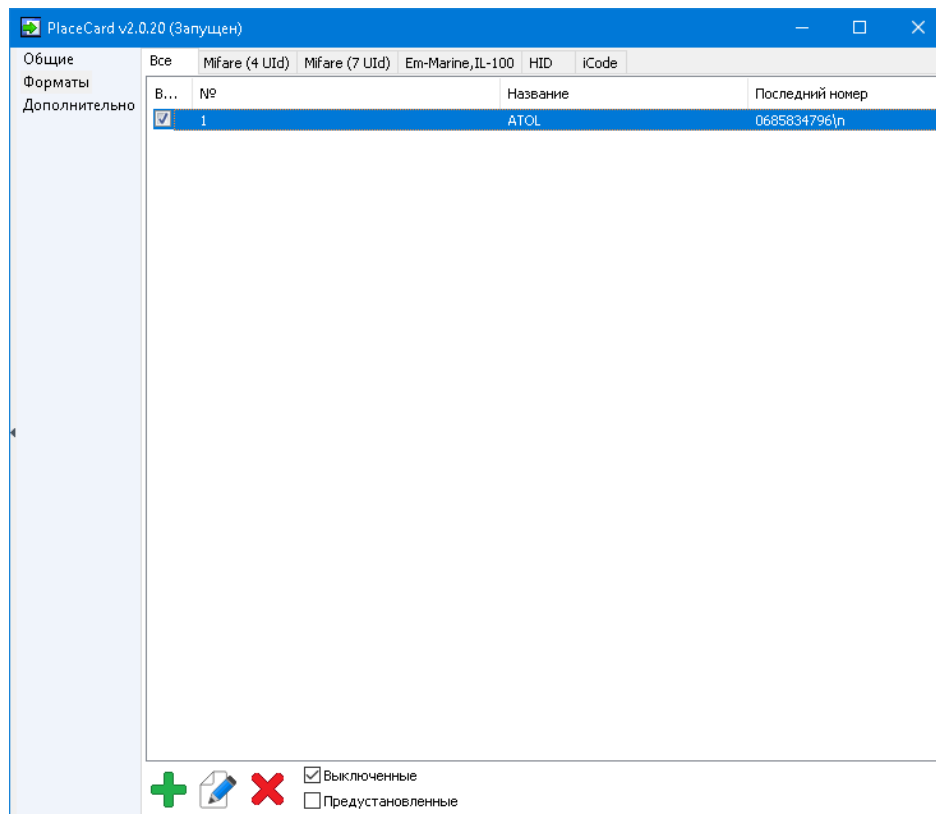 PlaceCard v2.0.20 (Запущен)
Общие
Форматы
Дополнительно
Все Mifare (4 UId) Mifare (7 UId) Em-Marine,IL-100 HID iCode
В... № Название Последний номер
1 ATOL 0685834796\n
Выключенные
Предустановленные